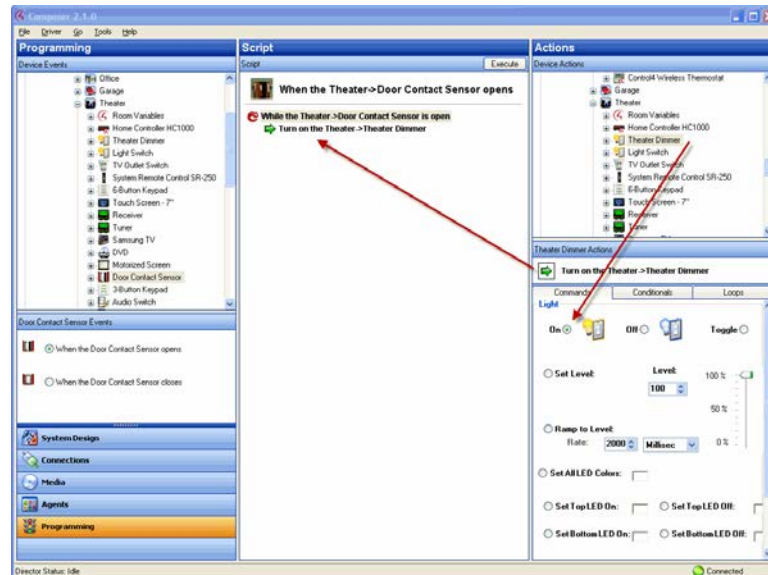 Composer 2.1.0
File Driver Go Tools Help
Programming
Device Events
Office
Garage
Theater
Room Variables
Home Controller HC1000
Theater Dimmer
Light Switch
TV Outlet Switch
System Remote Control SR-250
6-Button Keypad
Touch Screen - 7"
Receiver
Tuner
Samsung TV
DVD
Motorized Screen
Door Contact Sensor
3-Button Keypad
Audio Switch
Door Contact Sensor Events
When the Door Contact Sensor opens
When the Door Contact Sensor closes
System Design
Connections
Media
Agents
Programming
Script
Script Execute
When the Theater->Door Contact Sensor opens
While the Theater->Door Contact Sensor is open
Turn on the Theater->Theater Dimmer
Actions
Device Actions
Control4 Wireless Thermostat
Garage
Theater
Room Variables
Home Controller HC1000
Theater Dimmer
Light Switch
TV Outlet Switch
System Remote Control SR-250
6-Button Keypad
Touch Screen - 7"
Receiver
Tuner
Theater Dimmer Actions
Turn on the Theater->Theater Dimmer
Commands Conditionals Loops
Light
On Off Toggle
Set Level: Level: 100 100 %
50 %
Ramp to Level:
Rate: 2000 Millisec 0 %
Set All LED Colors:
Set Top LED On: Set Top LED Off:
Set Bottom LED On: Set Bottom LED Off:
Director Status: Idle Connected